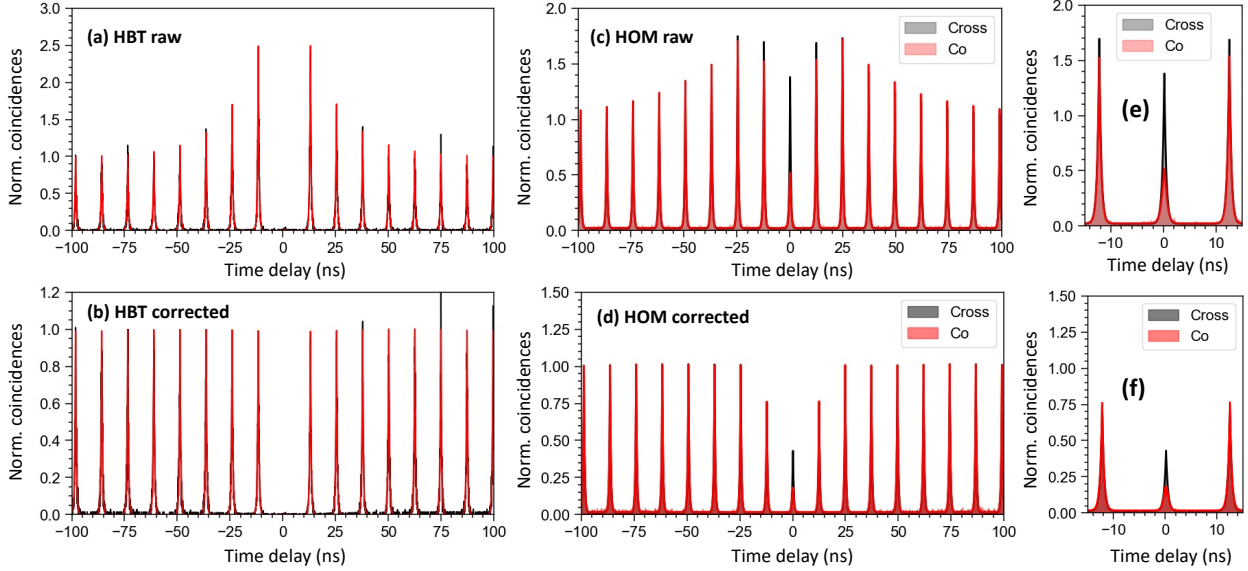 (a) HBT raw
Norm. coincidences
3.0
2.5
2.0
1.5
1.0
0.5
0.0
−100 −75 −50 −25 0 25 50 75 100
Time delay (ns)
(c) HOM raw
Cross
Co
Norm. coincidences
2.0
1.5
1.0
0.5
0.0
−100 −75 −50 −25 0 25 50 75 100
Time delay (ns)
(e)
Cross
Co
Norm. coincidences
2.0
1.5
1.0
0.5
0.0
−10 0 10
Time delay (ns)
(b) HBT corrected
Norm. coincidences
1.2
1.0
0.8
0.6
0.4
0.2
0.0
−100 −75 −50 −25 0 25 50 75 100
Time delay (ns)
(d) HOM corrected
Cross
Co
Norm. coincidences
1.50
1.25
1.00
0.75
0.50
0.25
0.00
−100 −75 −50 −25 0 25 50 75 100
Time delay (ns)
(f)
Cross
Co
Norm. coincidences
1.50
1.25
1.00
0.75
0.50
0.25
0.00
−10 0 10
Time delay (ns)